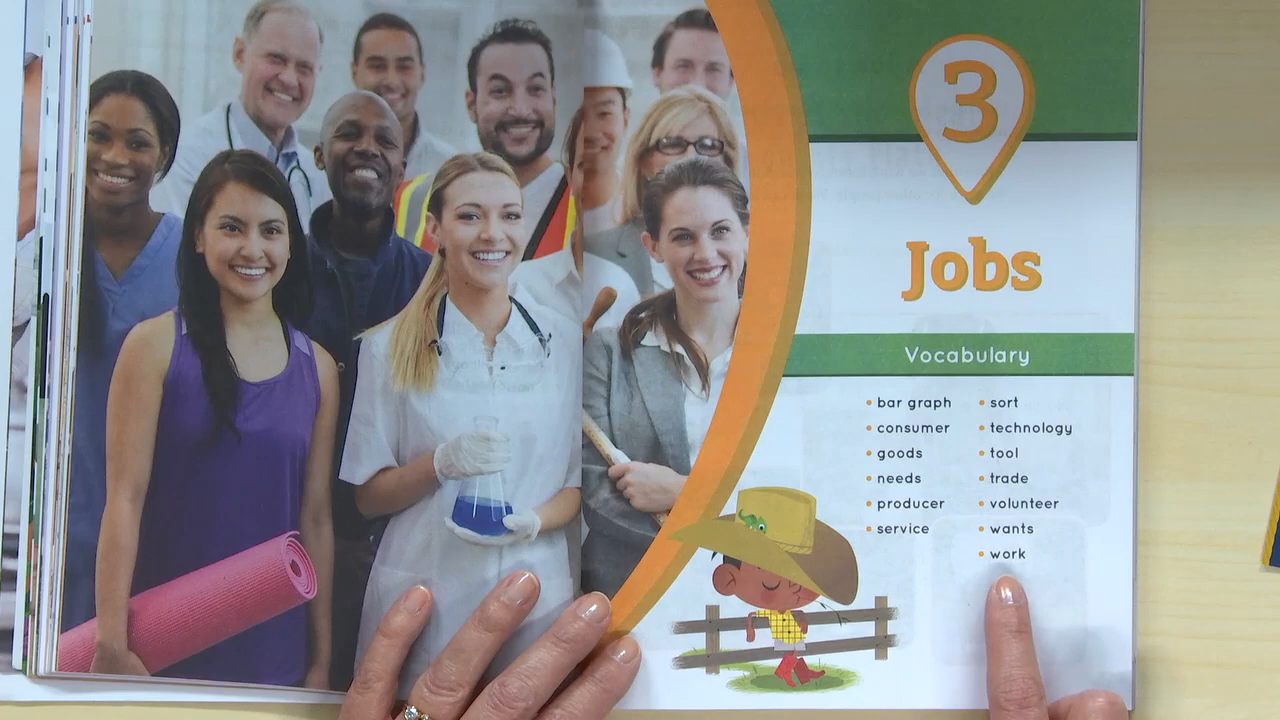 3
Jobs
Vocabulary
• bar graph
• consumer
• goods
• needs
• producer
• service
• sort
• technology
• tool
• trade
• volunteer
• wants
• work